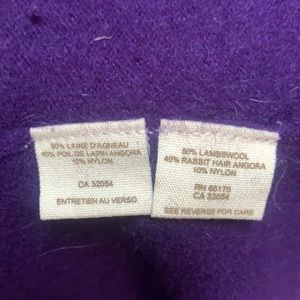 50% LAINE D'AGNEAU
40% POIL DE LAPIN ANGORA
10% NYLON
CA 32054
ENTRETIEN AU VERSO
50% LAMBSWOOL
40% RABBIT HAIR ANGORA
10% NYLON
RN 66170
CA 32054
SEE REVERSE FOR CARE